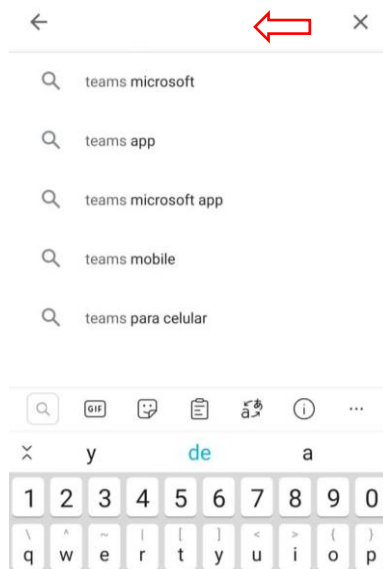 teams microsoft
teams app
teams microsoft app
teams mobile
teams para celular
GIF
y de a
1 2 3 4 5 6 7 8 9 0
\ ^ ~ | [ ] < > { }
q w e r t y u i o p